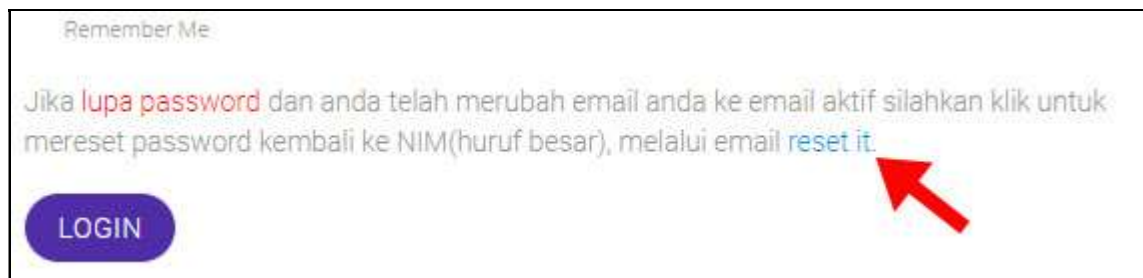 Remember Me
Jika lupa password dan anda telah merubah email anda ke email aktif silahkan klik untuk
mereset password kembali ke NIM(huruf besar), melalui email reset it.
LOGIN